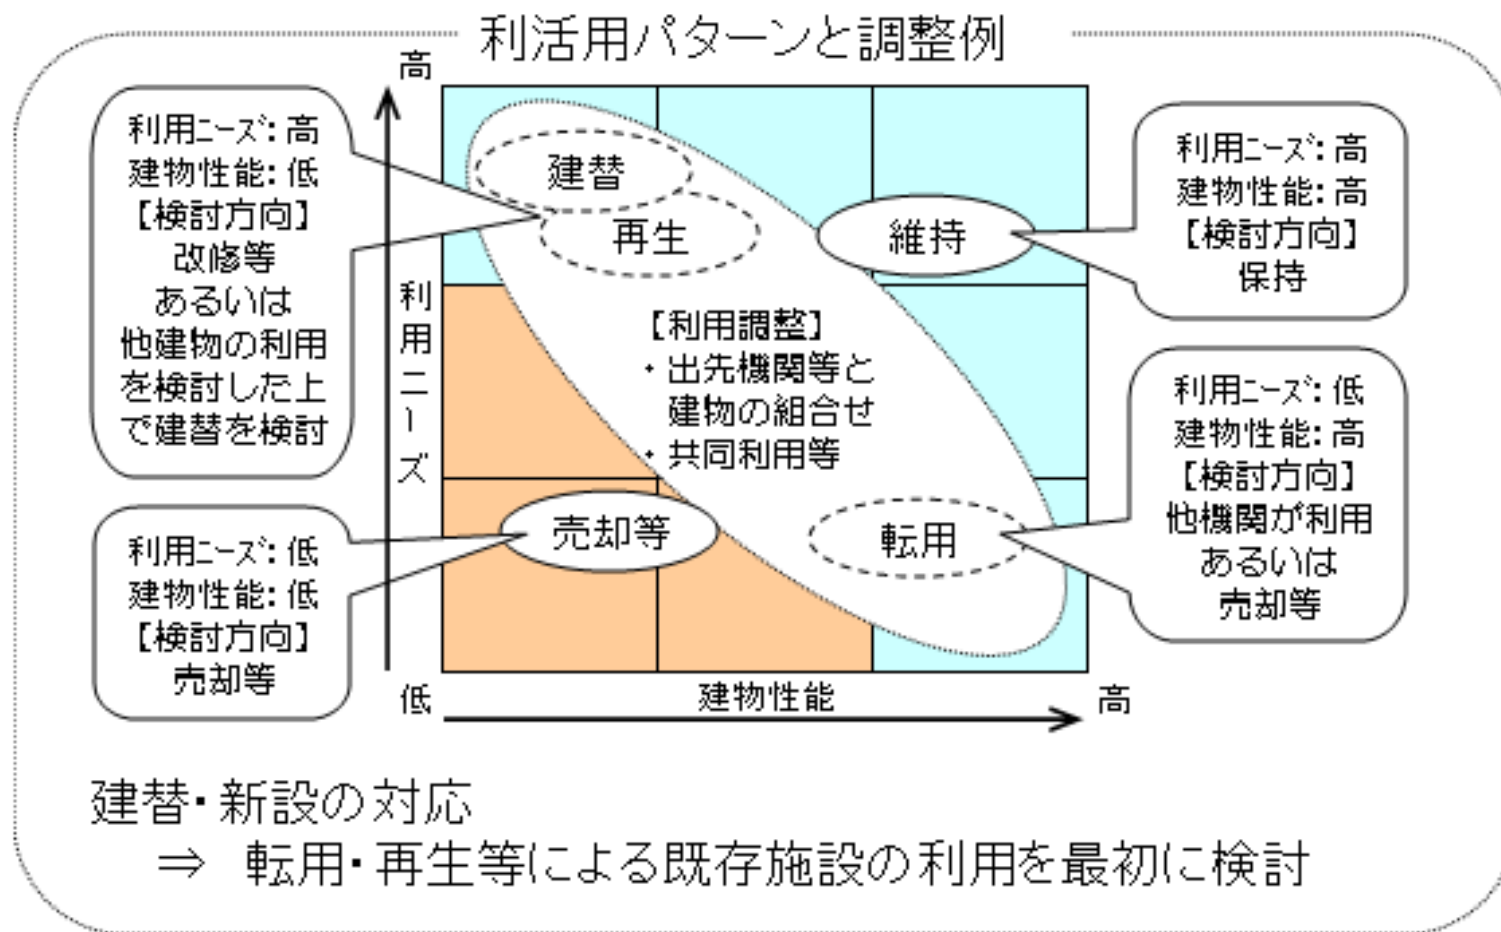 利活用パターンと調整例
高
利用ニーズ
低
建物性能
高
利用ニーズ: 高
建物性能: 低
【検討方向】
改修等
あるいは
他建物の利用
を検討した上
で建替を検討
利用ニーズ: 低
建物性能: 低
【検討方向】
売却等
建替
再生
維持
【利用調整】
・出先機関等と
建物の組合せ
・共同利用等
売却等
転用
利用ニーズ: 高
建物性能: 高
【検討方向】
保持
利用ニーズ: 低
建物性能: 高
【検討方向】
他機関が利用
あるいは
売却等
建替・新設の対応
⇒ 転用・再生等による既存施設の利用を最初に検討